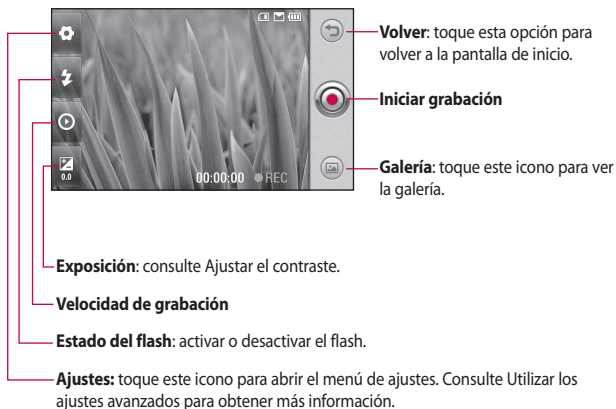 Volver: toque esta opción para
volver a la pantalla de inicio.
Iniciar grabación
Galería: toque este icono para ver
la galería.
0.0
00:00:00 REC
Exposición: consulte Ajustar el contraste.
Velocidad de grabación
Estado del flash: activar o desactivar el flash.
Ajustes: toque este icono para abrir el menú de ajustes. Consulte Utilizar los
ajustes avanzados para obtener más información.